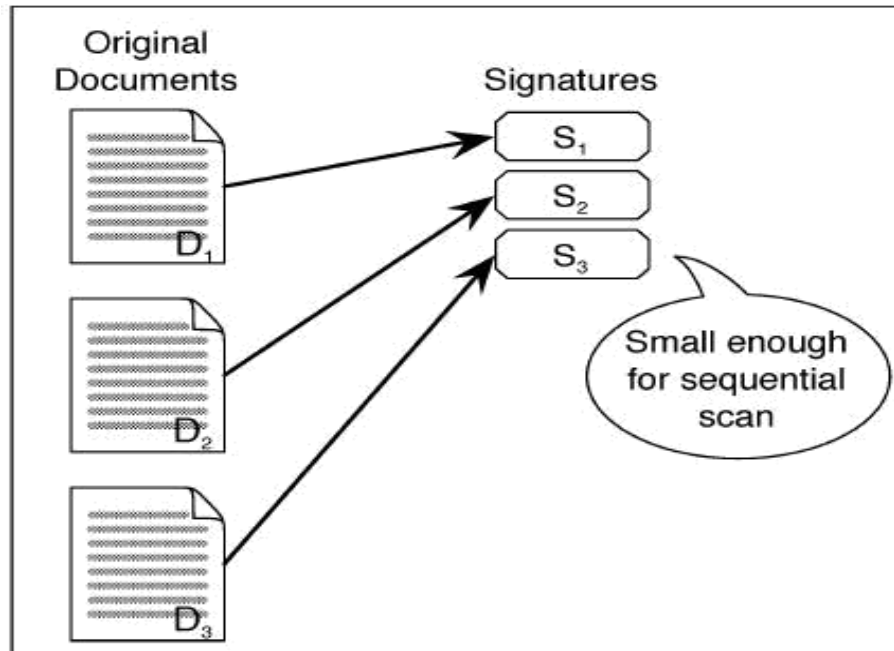 Original
Documents
Signatures
D₁
S₁
S₂
S₃
D₂
Small enough
for sequential
scan
D₃